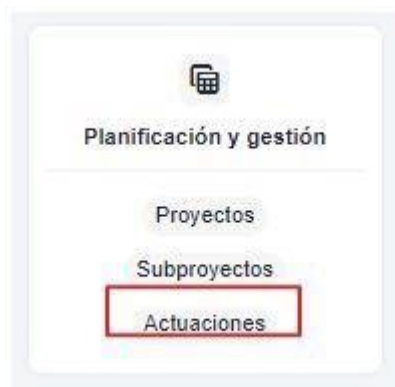 Planificación y gestión
Proyectos
Subproyectos
Actuaciones